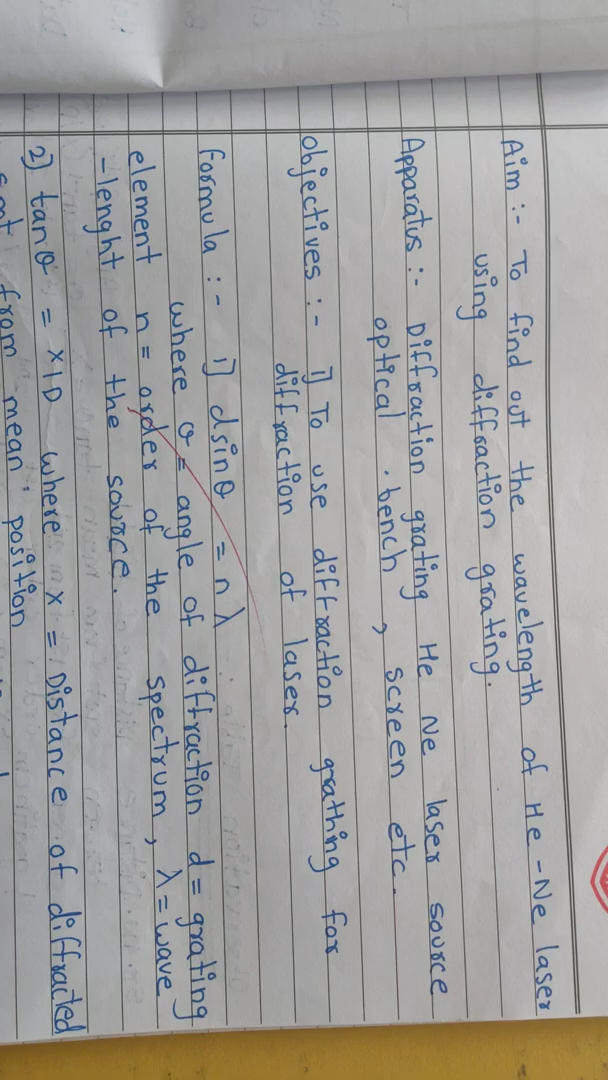 Aim :- To find out the wavelength of He-Ne laser
using diffraction grating.
Apparatus :- Diffraction grating He Ne laser source
optical bench , screen etc.
objectives :- 1] To use diffraction grathing for
diffraction of laser.
formula :- 1] dsinθ = nλ
where θ = angle of diffraction d = grating
element n = order of the spectrum , λ = wave
-lenght of the source.
2] tanθ = x/D where x = Distance of diffracted
from mean position